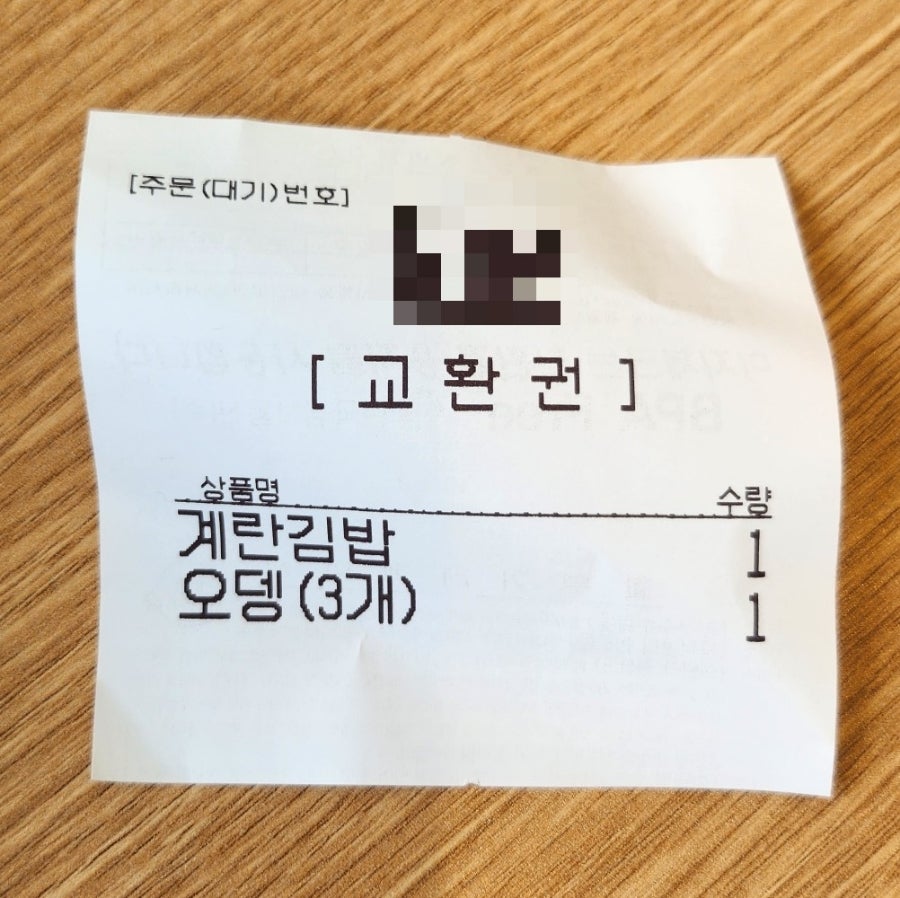 [주문(대기)번호]
[ 교 환 권 ]
상품명 수량
계란김밥 1
오뎅(3개) 1